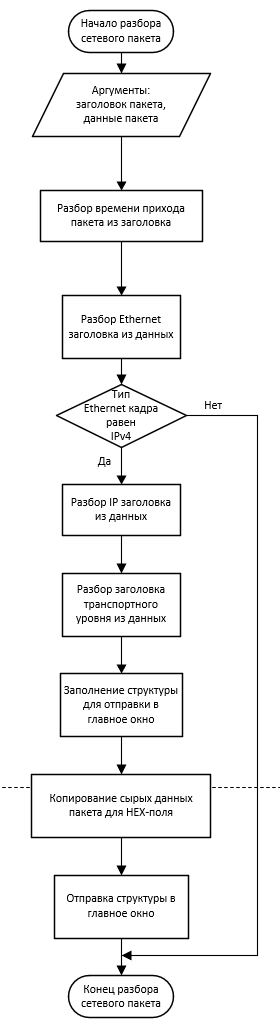 Начало разбора
сетевого пакета
Аргументы:
заголовок пакета,
данные пакета
Разбор времени прихода
пакета из заголовка
Разбор Ethernet
заголовка из данных
Тип
Ethernet кадра
равен
IPv4
Нет
Да
Разбор IP заголовка
из данных
Разбор заголовка
транспортного
уровня из данных
Заполнение структуры
для отправки в
главное окно
Копирование сырых данных
пакета для HEX-поля
Отправка структуры в
главное окно
Конец разбора
сетевого пакета